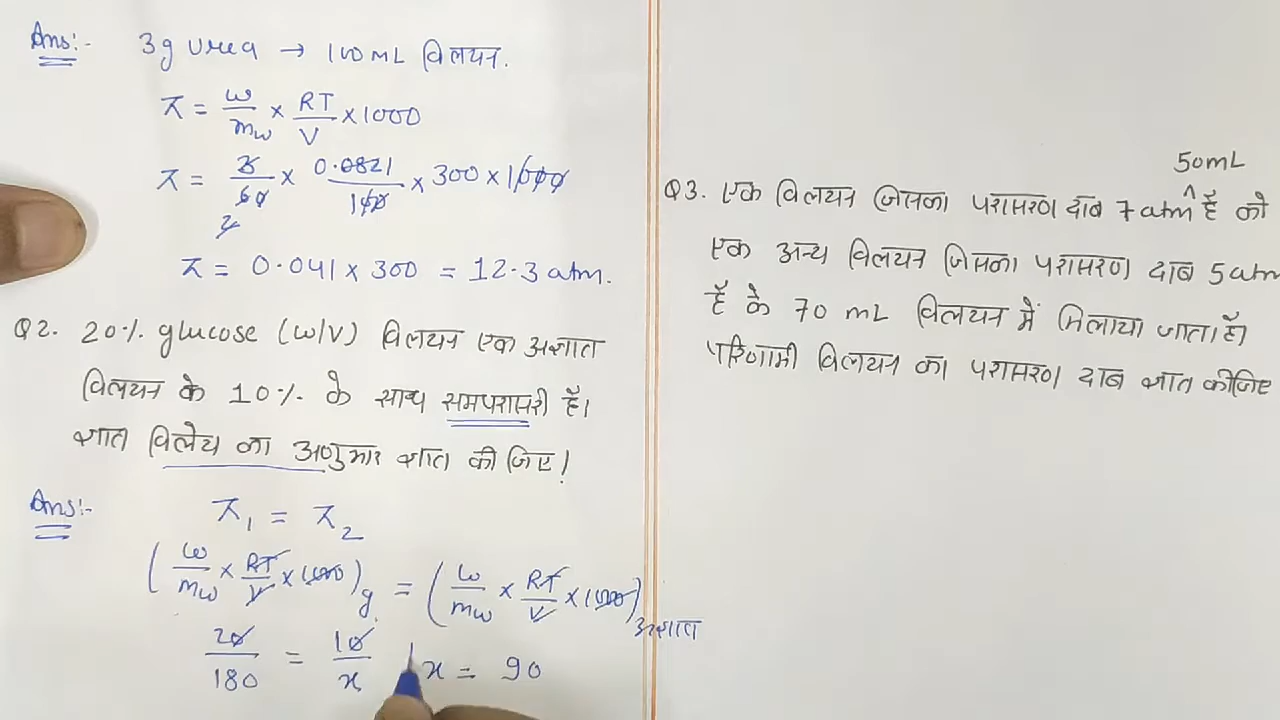 Ans:- 3g urea → 100mL विलयन.
π = w/mw × RT/V × 1000
π = 3/60 × 0.0821/100 × 300 × 1000
2
π = 0.041 × 300 = 12.3 atm.
Q2. 20% glucose (w/v) विलयन एक अज्ञात
विलयन के 10% के साथ समपरासरी है।
ज्ञात विलेय का अणुभार ज्ञात कीजिए!
Ans:- π1 = π2
(w/mw × RT/V × 1000)g = (w/mw × RT/V × 1000)अज्ञात
20/180 = 10/x x = 90
50mL
Q3. एक विलयन जिसका परासरण दाब 7 atm ^ है को
एक अन्य विलयन जिसका परासरण दाब 5 atm
है के 70 mL विलयन में मिलाया जाता है।
परिणामी विलयन का परासरण दाब ज्ञात कीजिए